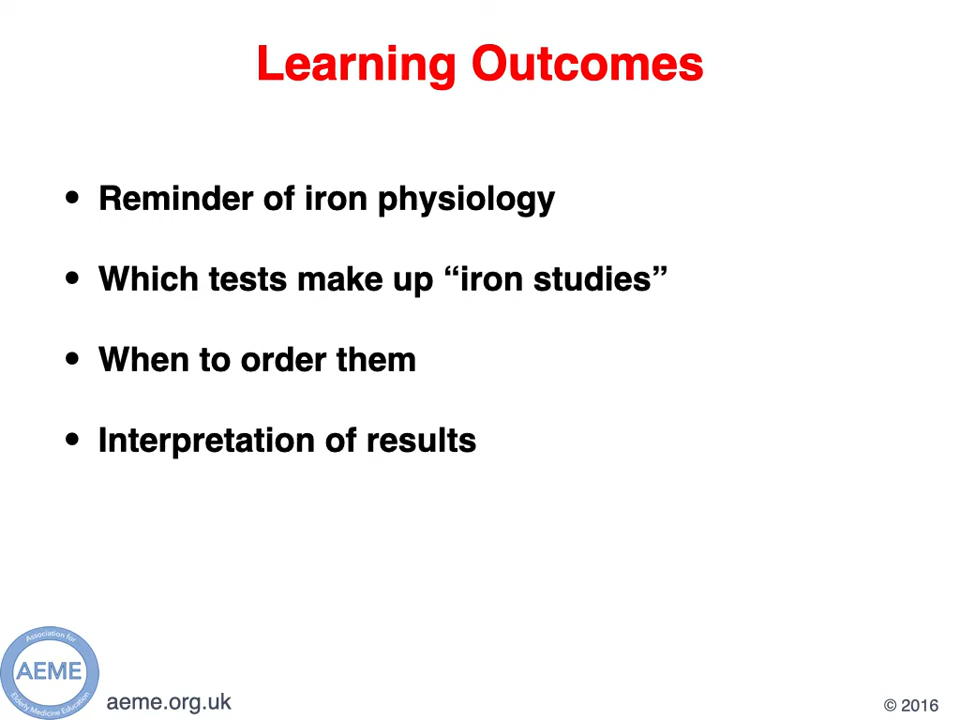 Learning Outcomes
• Reminder of iron physiology
• Which tests make up “iron studies”
• When to order them
• Interpretation of results
Association for
AEME
Elderly Medicine Education
aeme.org.uk
© 2016